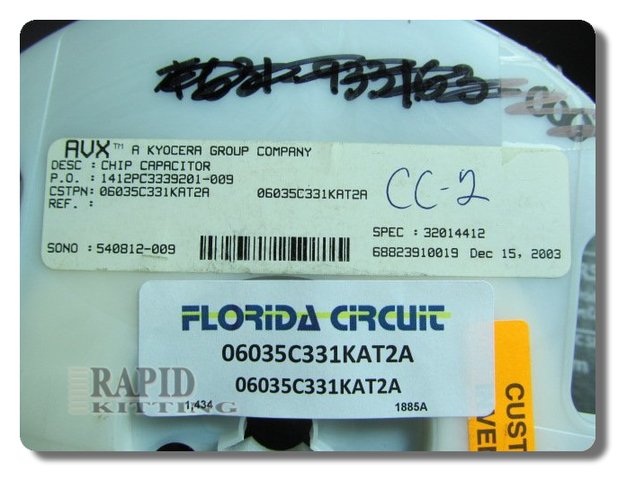 AVX™ A KYOCERA GROUP COMPANY
DESC : CHIP CAPACITOR
P.O. : 1412PC3339201-009
CSTPN: 06035C331KAT2A 06035C331KAT2A
REF. :
CC-2
SPEC : 32014412
SONO : 540812-009 68823910019 Dec 15, 2003
FLORIDA CIRCUIT
06035C331KAT2A
06035C331KAT2A
1,434 1885A
RAPID
KITTING
CUST